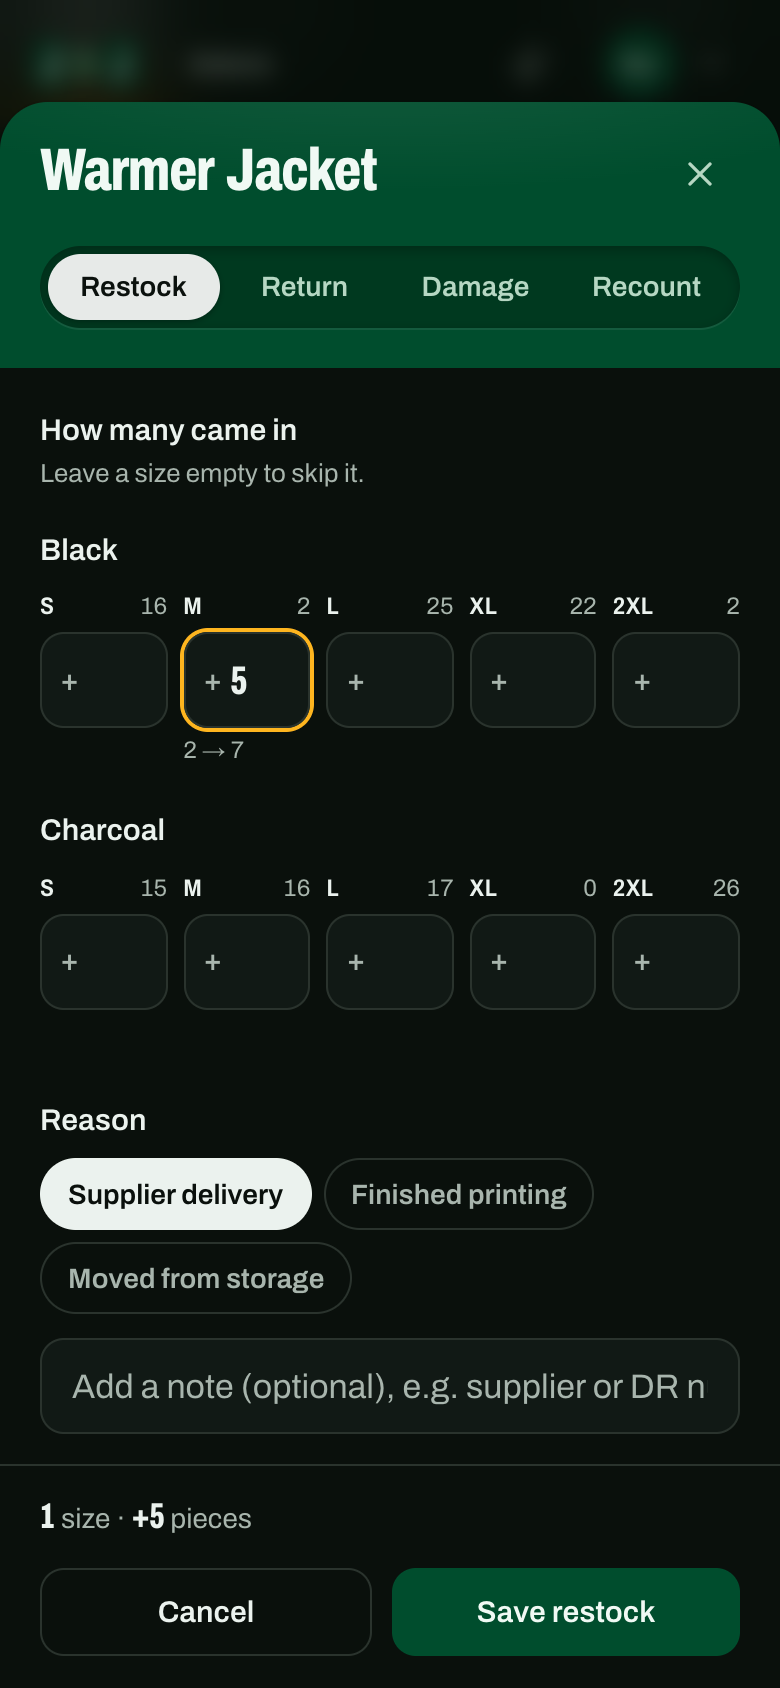 Warmer Jacket
Restock Return Damage Recount
How many came in
Leave a size empty to skip it.
Black
S 16 M 2 L 25 XL 22 2XL 2
+ + 5 + + +
2 → 7
Charcoal
S 15 M 16 L 17 XL 0 2XL 26
+ + + + +
Reason
Supplier delivery Finished printing
Moved from storage
Add a note (optional), e.g. supplier or DR n
1 size · +5 pieces
Cancel Save restock